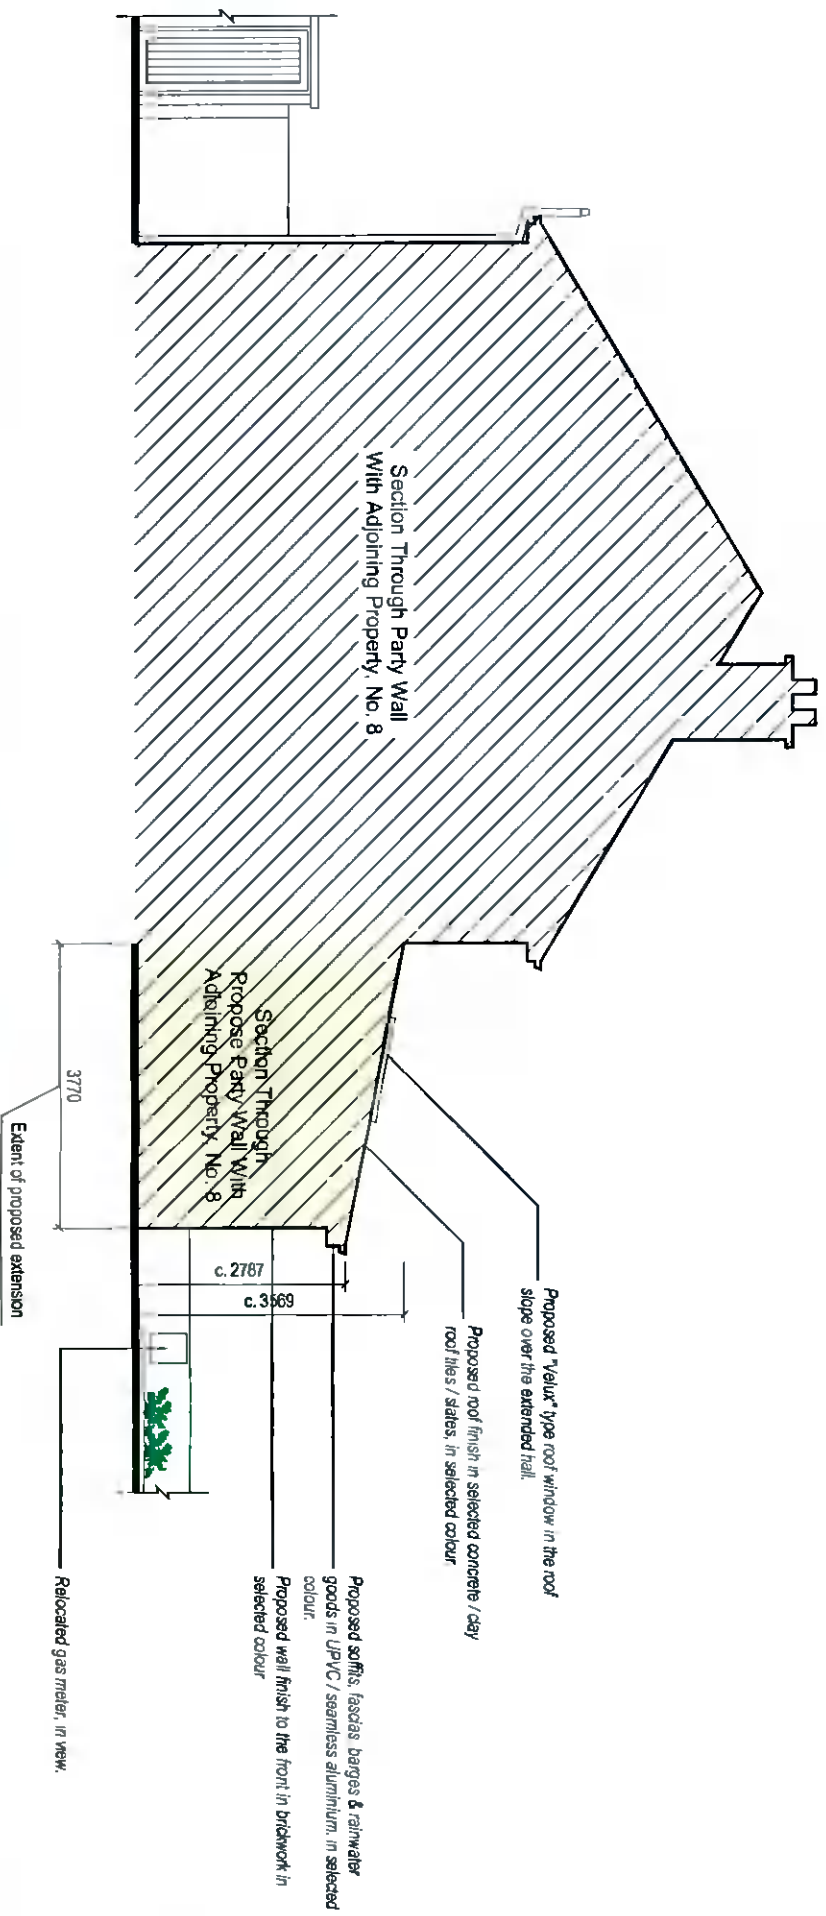 Section Through Party Wall
With Adjoining Property, No. 8
Section Through
Propose Party Wall With
Adjoining Property, No. 8
3770
Extent of proposed extension
c. 2787
c. 3569
Proposed "Velux" type roof window in the roof
slope over the extended hall.
Proposed roof finish in selected concrete / clay
roof tiles / slates, in selected colour.
Proposed soffits, fascias, barges & rainwater
goods in UPVC / seamless aluminium, in selected
colour.
Proposed wall finish to the front in brickwork in
selected colour
Relocated gas meter, in view.